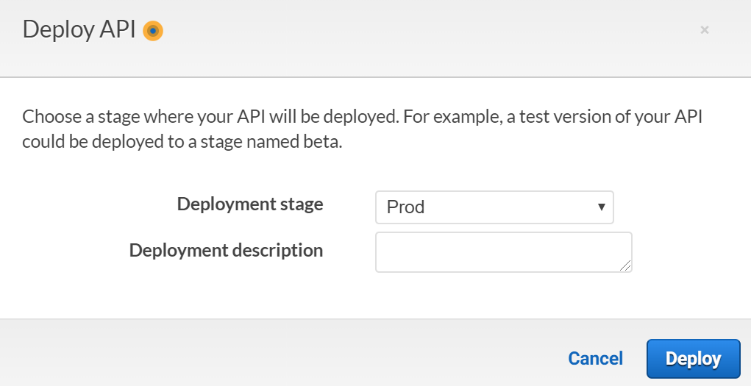 Deploy API
×
Choose a stage where your API will be deployed. For example, a test version of your API
could be deployed to a stage named beta.
Deployment stage Prod
Deployment description
Cancel Deploy